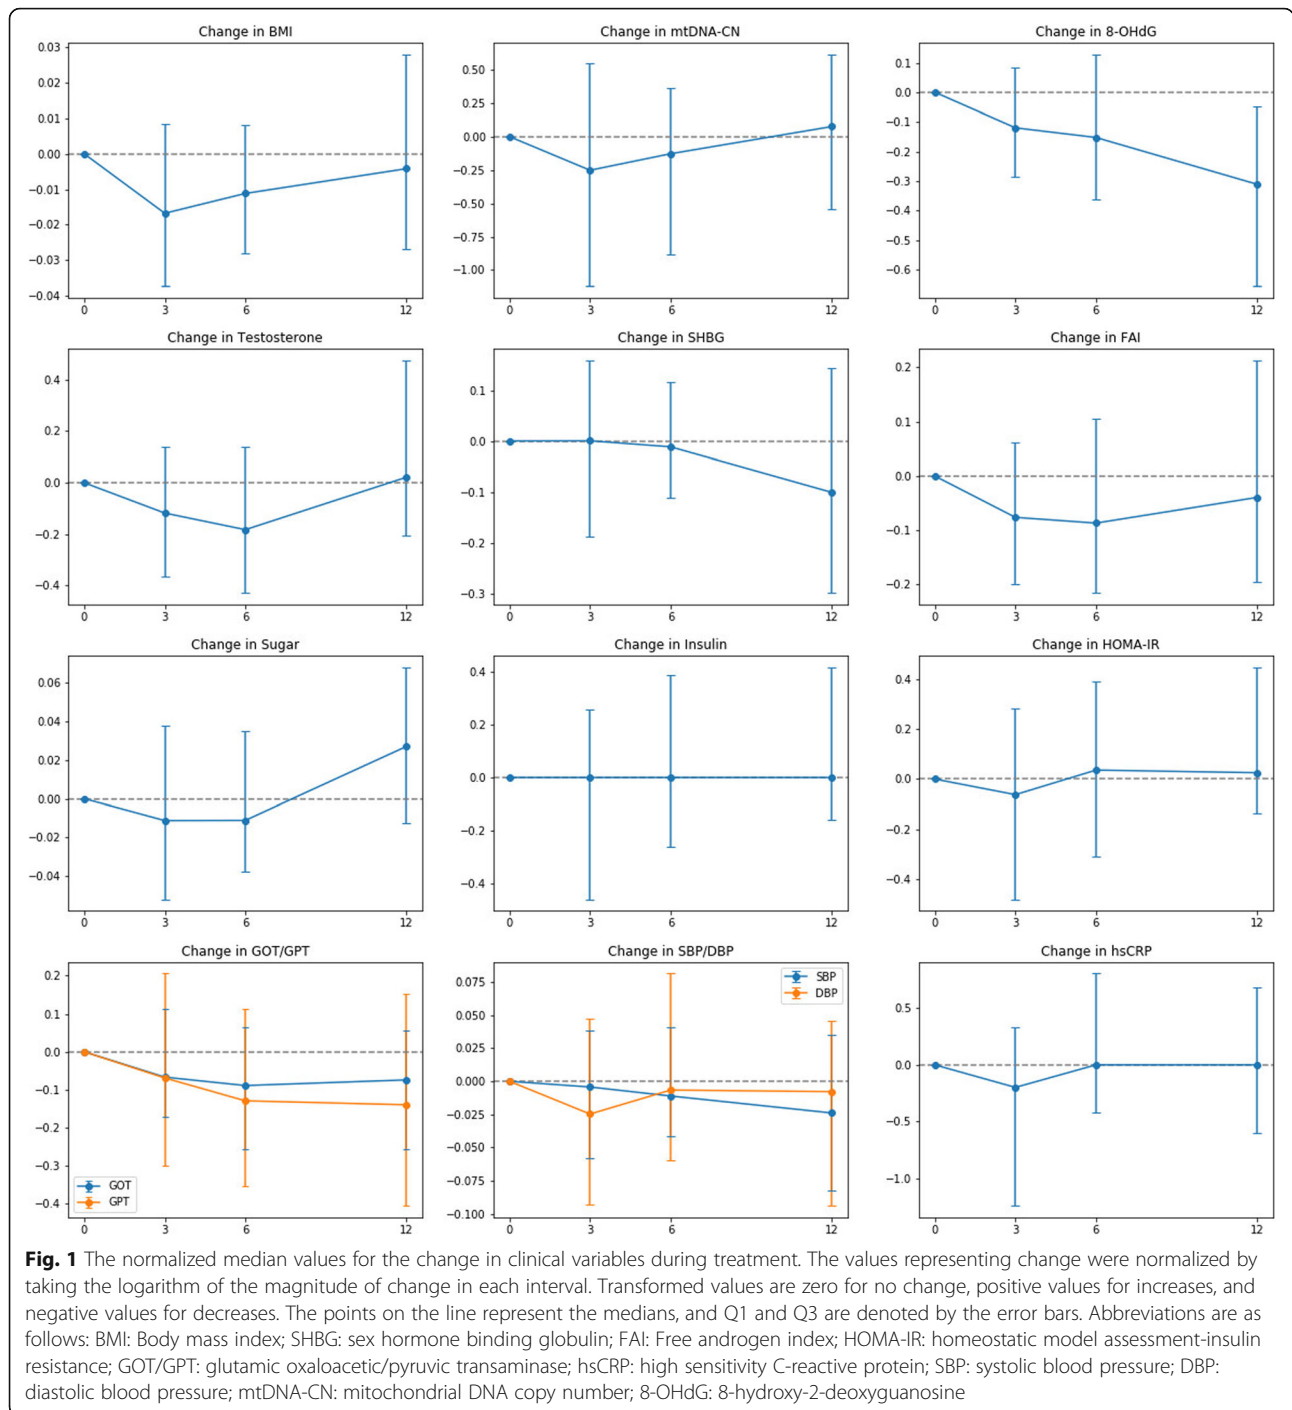 Change in BMI
0.03
0.02
0.01
0.00
−0.01
−0.02
−0.03
−0.04
0 3 6 12
Change in mtDNA-CN
0.50
0.25
0.00
−0.25
−0.50
−0.75
−1.00
0 3 6 12
Change in 8-OHdG
0.1
0.0
−0.1
−0.2
−0.3
−0.4
−0.5
−0.6
0 3 6 12
Change in Testosterone
0.4
0.2
0.0
−0.2
−0.4
0 3 6 12
Change in SHBG
0.1
0.0
−0.1
−0.2
−0.3
0 3 6 12
Change in FAI
0.2
0.1
0.0
−0.1
−0.2
0 3 6 12
Change in Sugar
0.06
0.04
0.02
0.00
−0.02
−0.04
0 3 6 12
Change in Insulin
0.4
0.2
0.0
−0.2
−0.4
0 3 6 12
Change in HOMA-IR
0.4
0.2
0.0
−0.2
−0.4
0 3 6 12
Change in GOT/GPT
0.2
0.1
0.0
−0.1
−0.2
−0.3
−0.4
GOT
GPT
0 3 6 12
Change in SBP/DBP
SBP
DBP
0.075
0.050
0.025
0.000
−0.025
−0.050
−0.075
−0.100
0 3 6 12
Change in hsCRP
0.5
0.0
−0.5
−1.0
0 3 6 12
Fig. 1 The normalized median values for the change in clinical variables during treatment. The values representing change were normalized by
taking the logarithm of the magnitude of change in each interval. Transformed values are zero for no change, positive values for increases, and
negative values for decreases. The points on the line represent the medians, and Q1 and Q3 are denoted by the error bars. Abbreviations are as
follows: BMI: Body mass index; SHBG: sex hormone binding globulin; FAI: Free androgen index; HOMA-IR: homeostatic model assessment-insulin
resistance; GOT/GPT: glutamic oxaloacetic/pyruvic transaminase; hsCRP: high sensitivity C-reactive protein; SBP: systolic blood pressure; DBP:
diastolic blood pressure; mtDNA-CN: mitochondrial DNA copy number; 8-OHdG: 8-hydroxy-2-deoxyguanosine